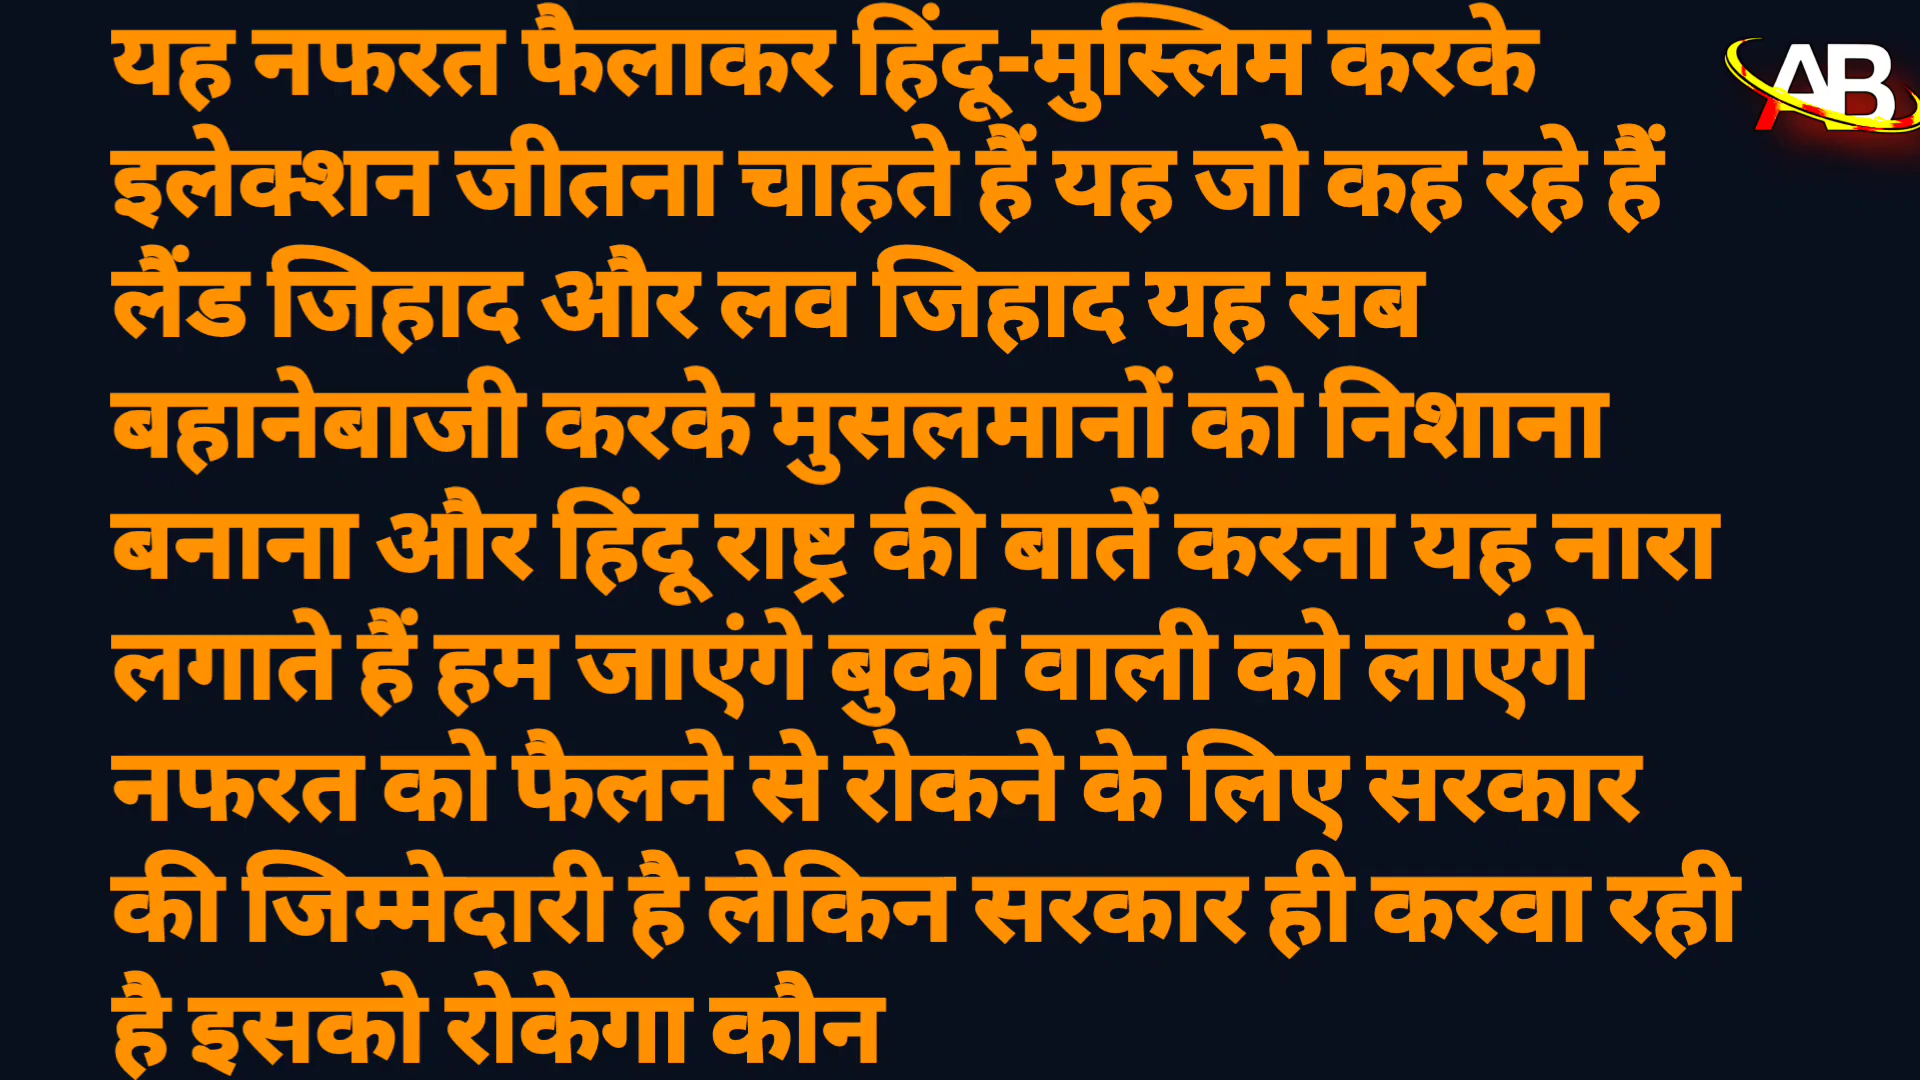 यह नफरत फैलाकर हिंदू-मुस्लिम करके
इलेक्शन जीतना चाहते हैं यह जो कह रहे हैं
लैंड जिहाद और लव जिहाद यह सब
बहानेबाजी करके मुसलमानों को निशाना
बनाना और हिंदू राष्ट्र की बातें करना यह नारा
लगाते हैं हम जाएंगे बुर्का वाली को लाएंगे
नफरत को फैलने से रोकने के लिए सरकार
की जिम्मेदारी है लेकिन सरकार ही करवा रही
है इसको रोकेगा कौन
AB